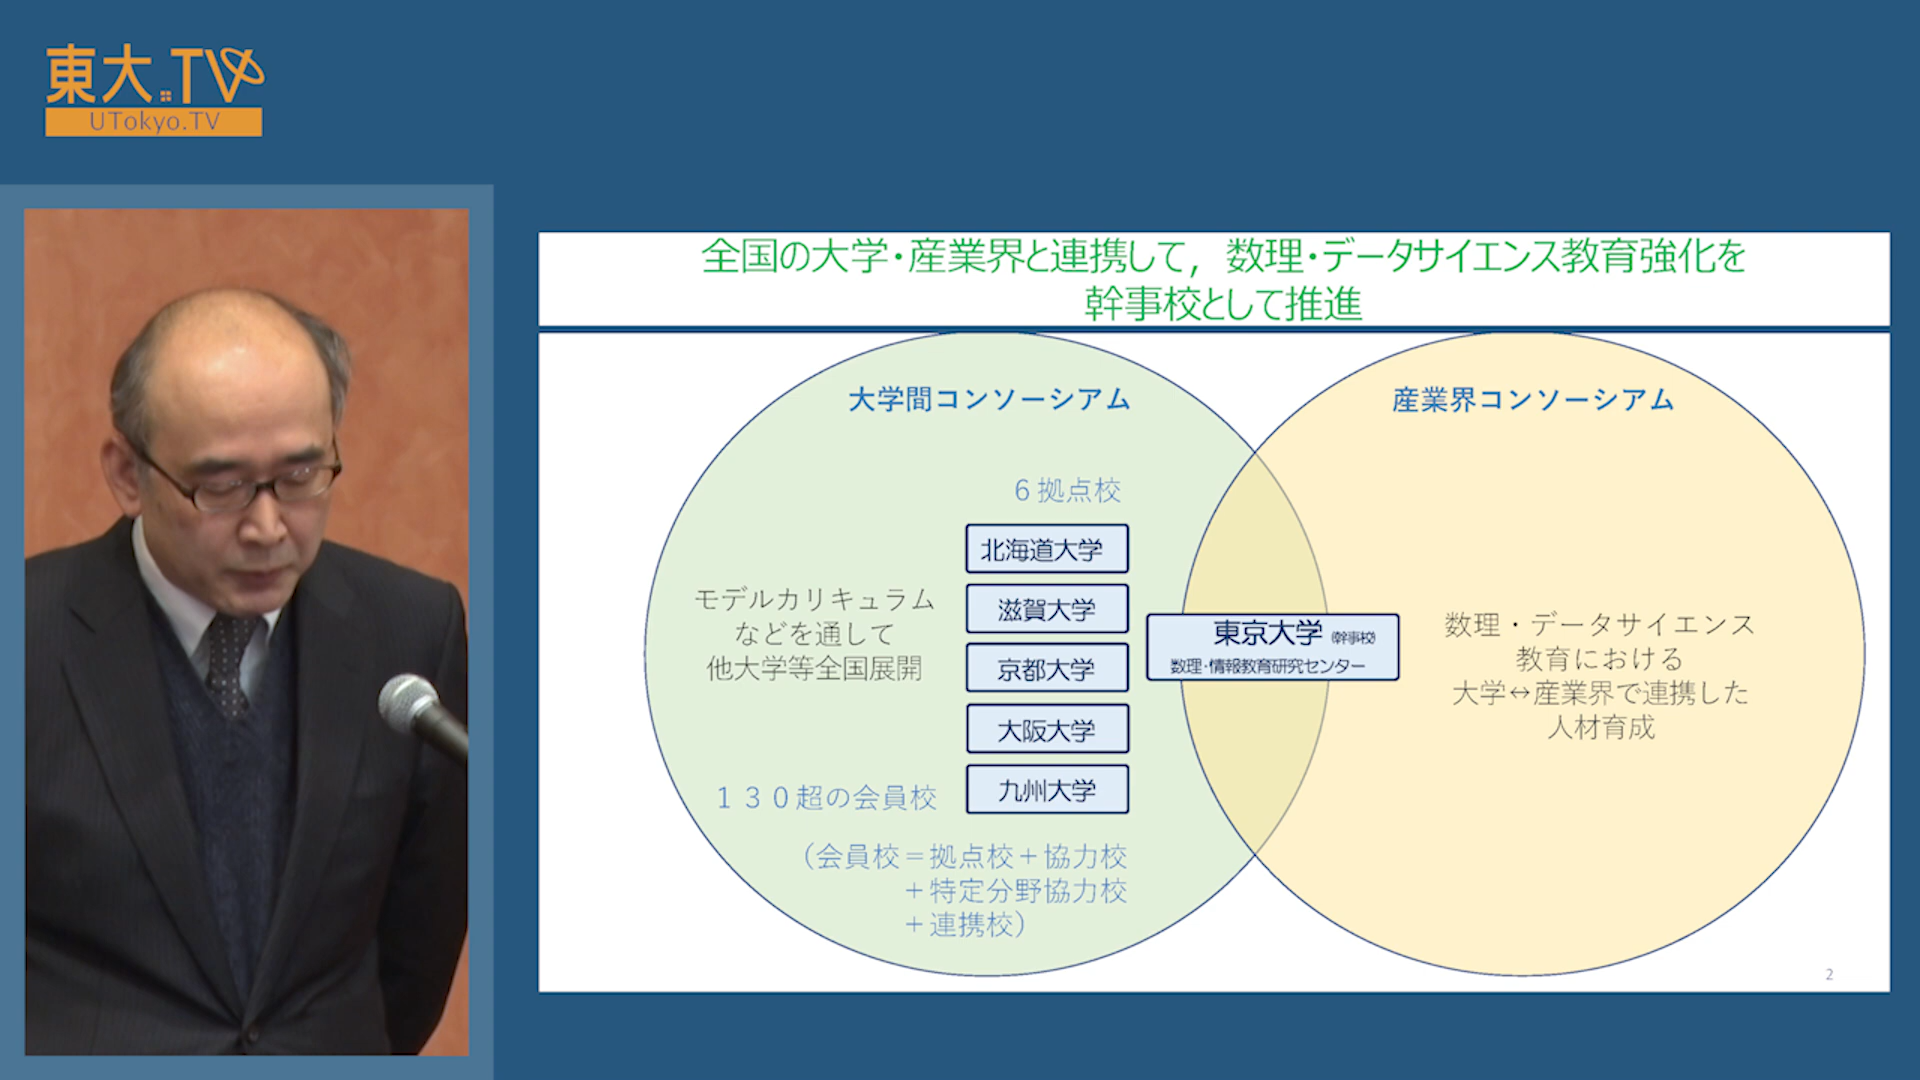 東大.TV
UTokyo.TV
全国の大学・産業界と連携して，数理・データサイエンス教育強化を
幹事校として推進
大学間コンソーシアム
産業界コンソーシアム
６拠点校
北海道大学
滋賀大学
京都大学
大阪大学
九州大学
モデルカリキュラム
などを通して
他大学等全国展開
１３０超の会員校
（会員校＝拠点校＋協力校
＋特定分野協力校
＋連携校）
東京大学 (幹事校)
数理・情報教育研究センター
数理・データサイエンス
教育における
大学↔産業界で連携した
人材育成
2